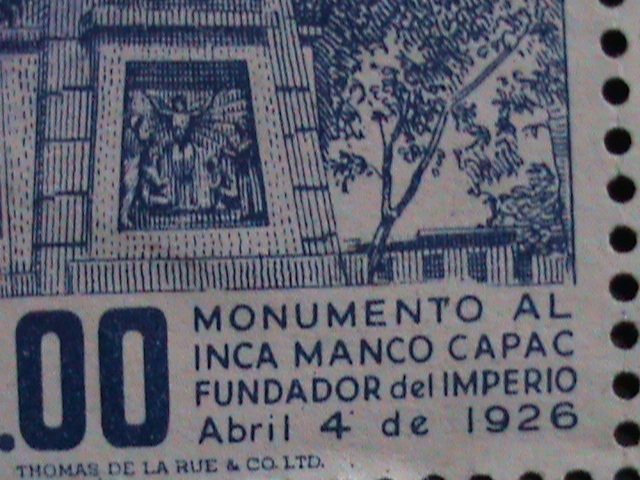 .00
MONUMENTO AL
INCA MANCO CAPAC
FUNDADOR del IMPERIO
Abril 4 de 1926
THOMAS DE LA RUE & CO. LTD.